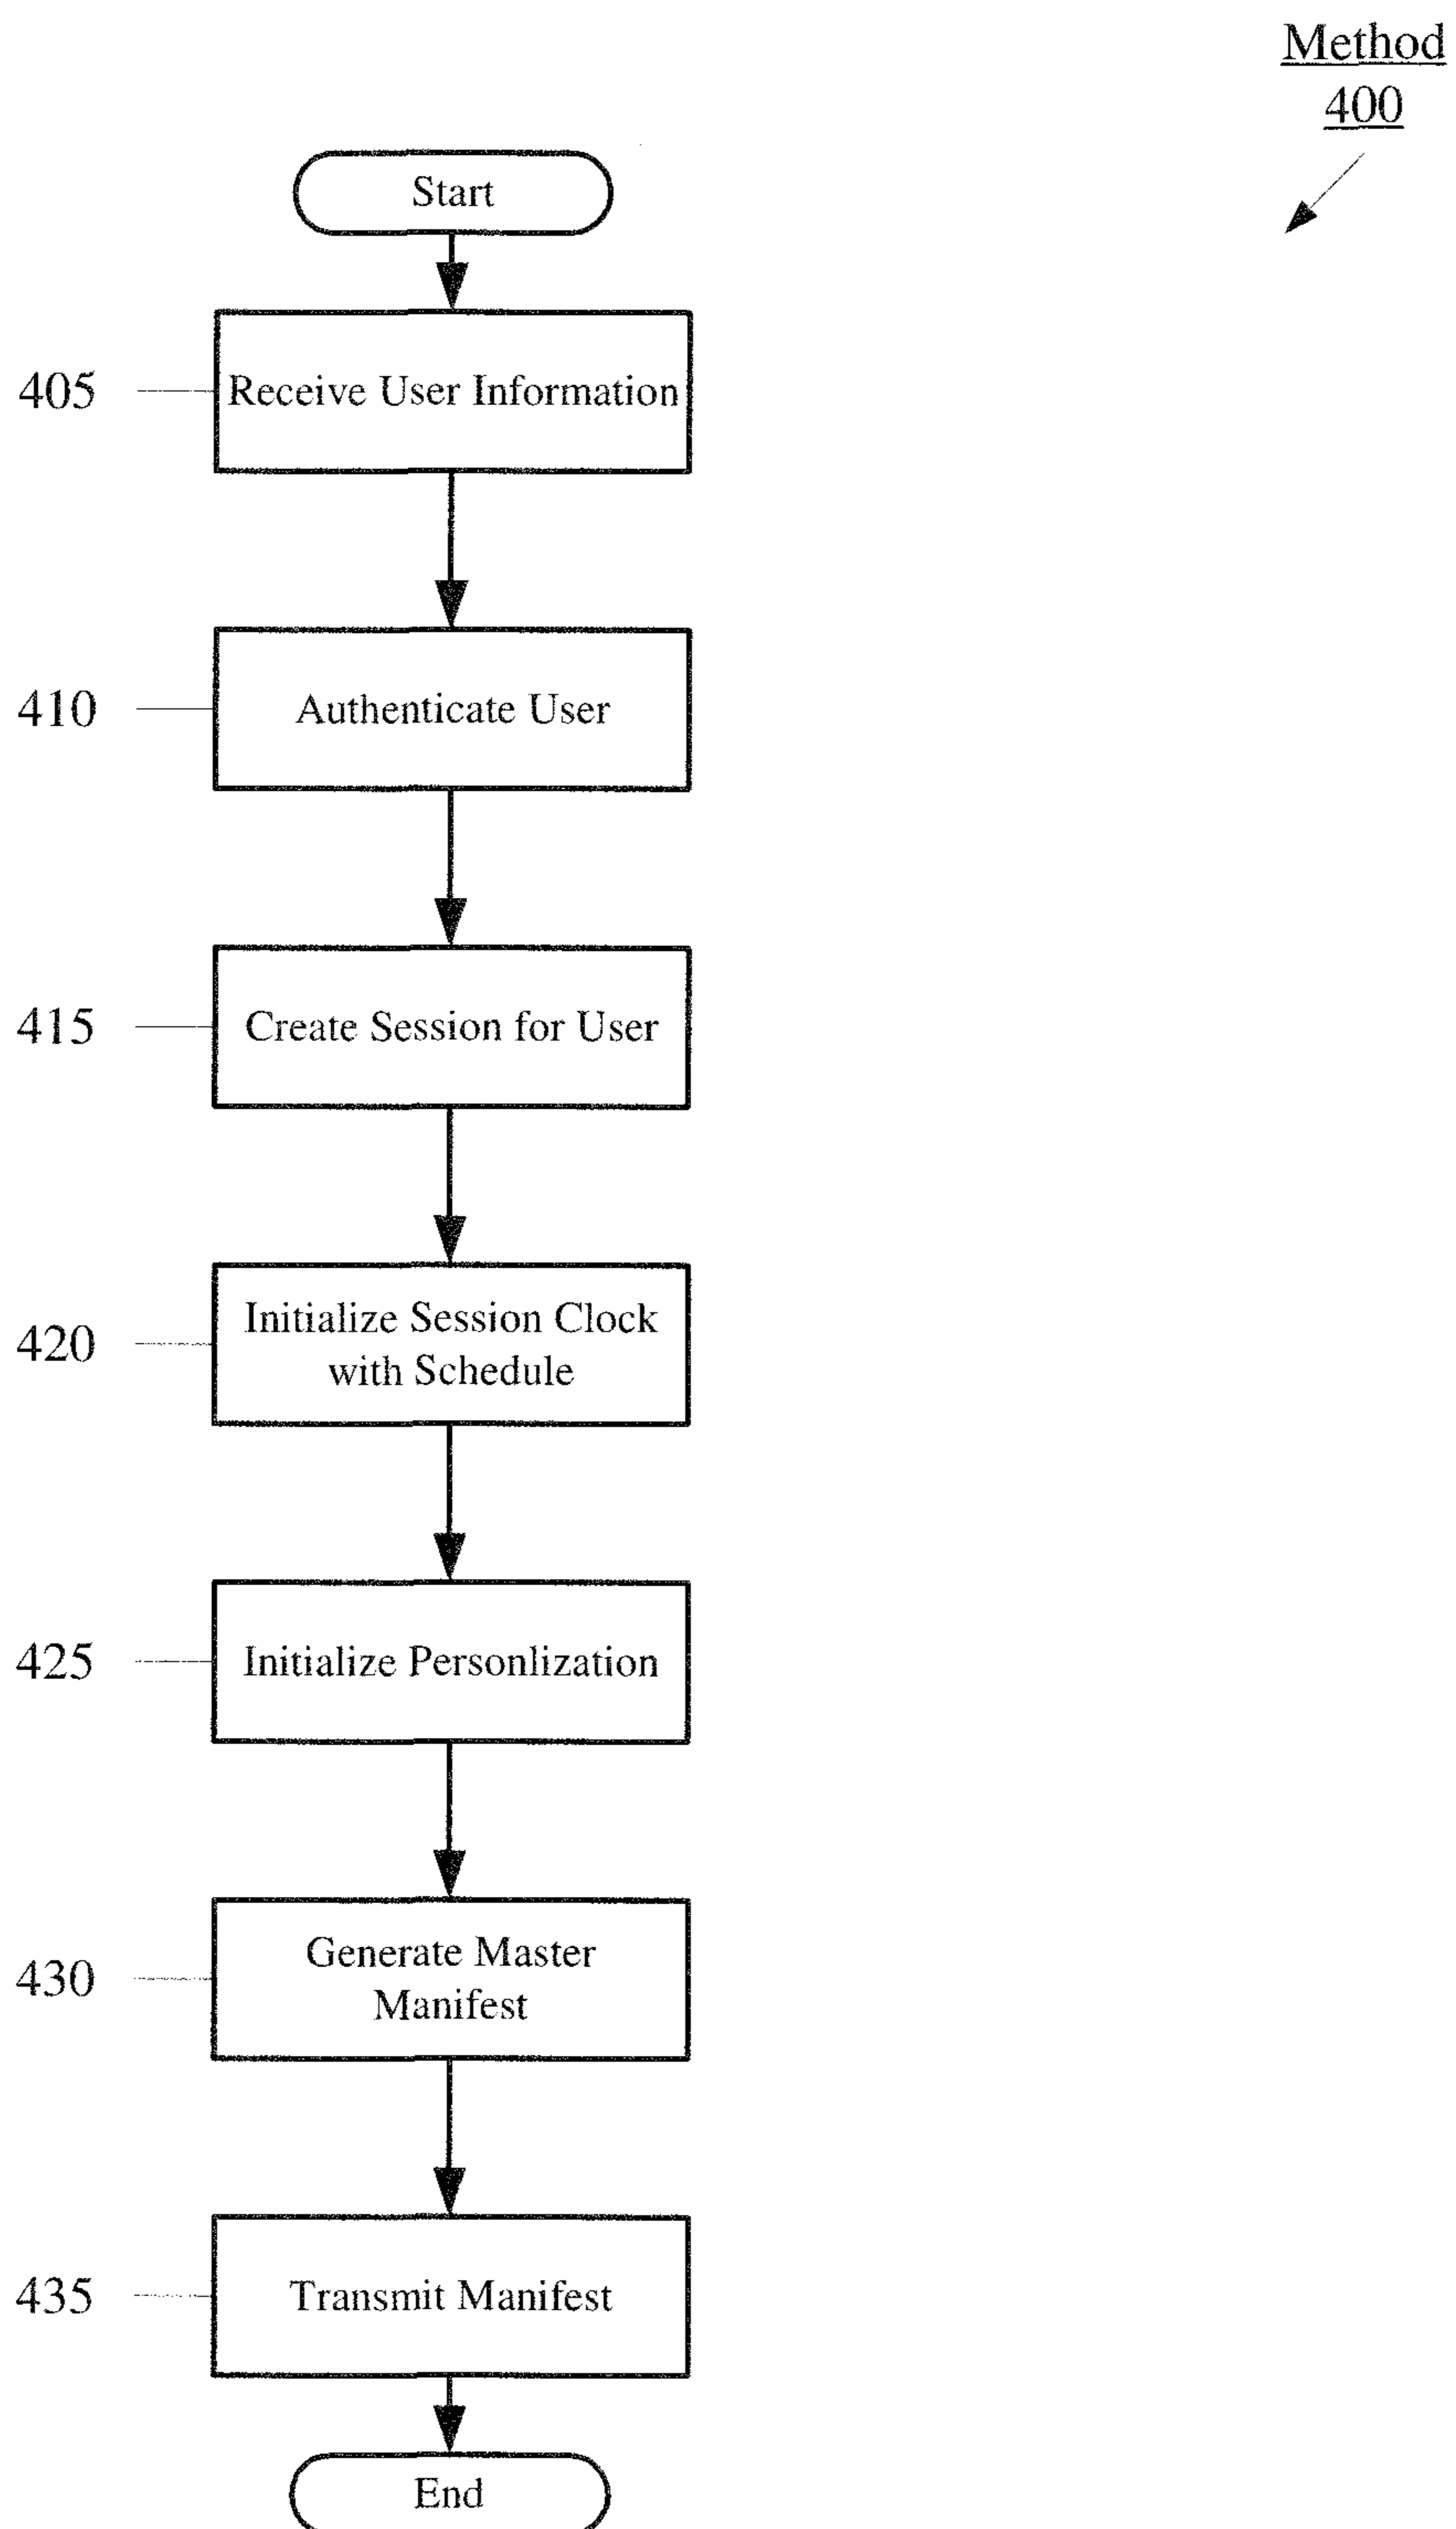 Method
400
Start
405
Receive User Information
410
Authenticate User
415
Create Session for User
420
Initialize Session Clock
with Schedule
425
Initialize Personlization
430
Generate Master
Manifest
435
Transmit Manifest
End